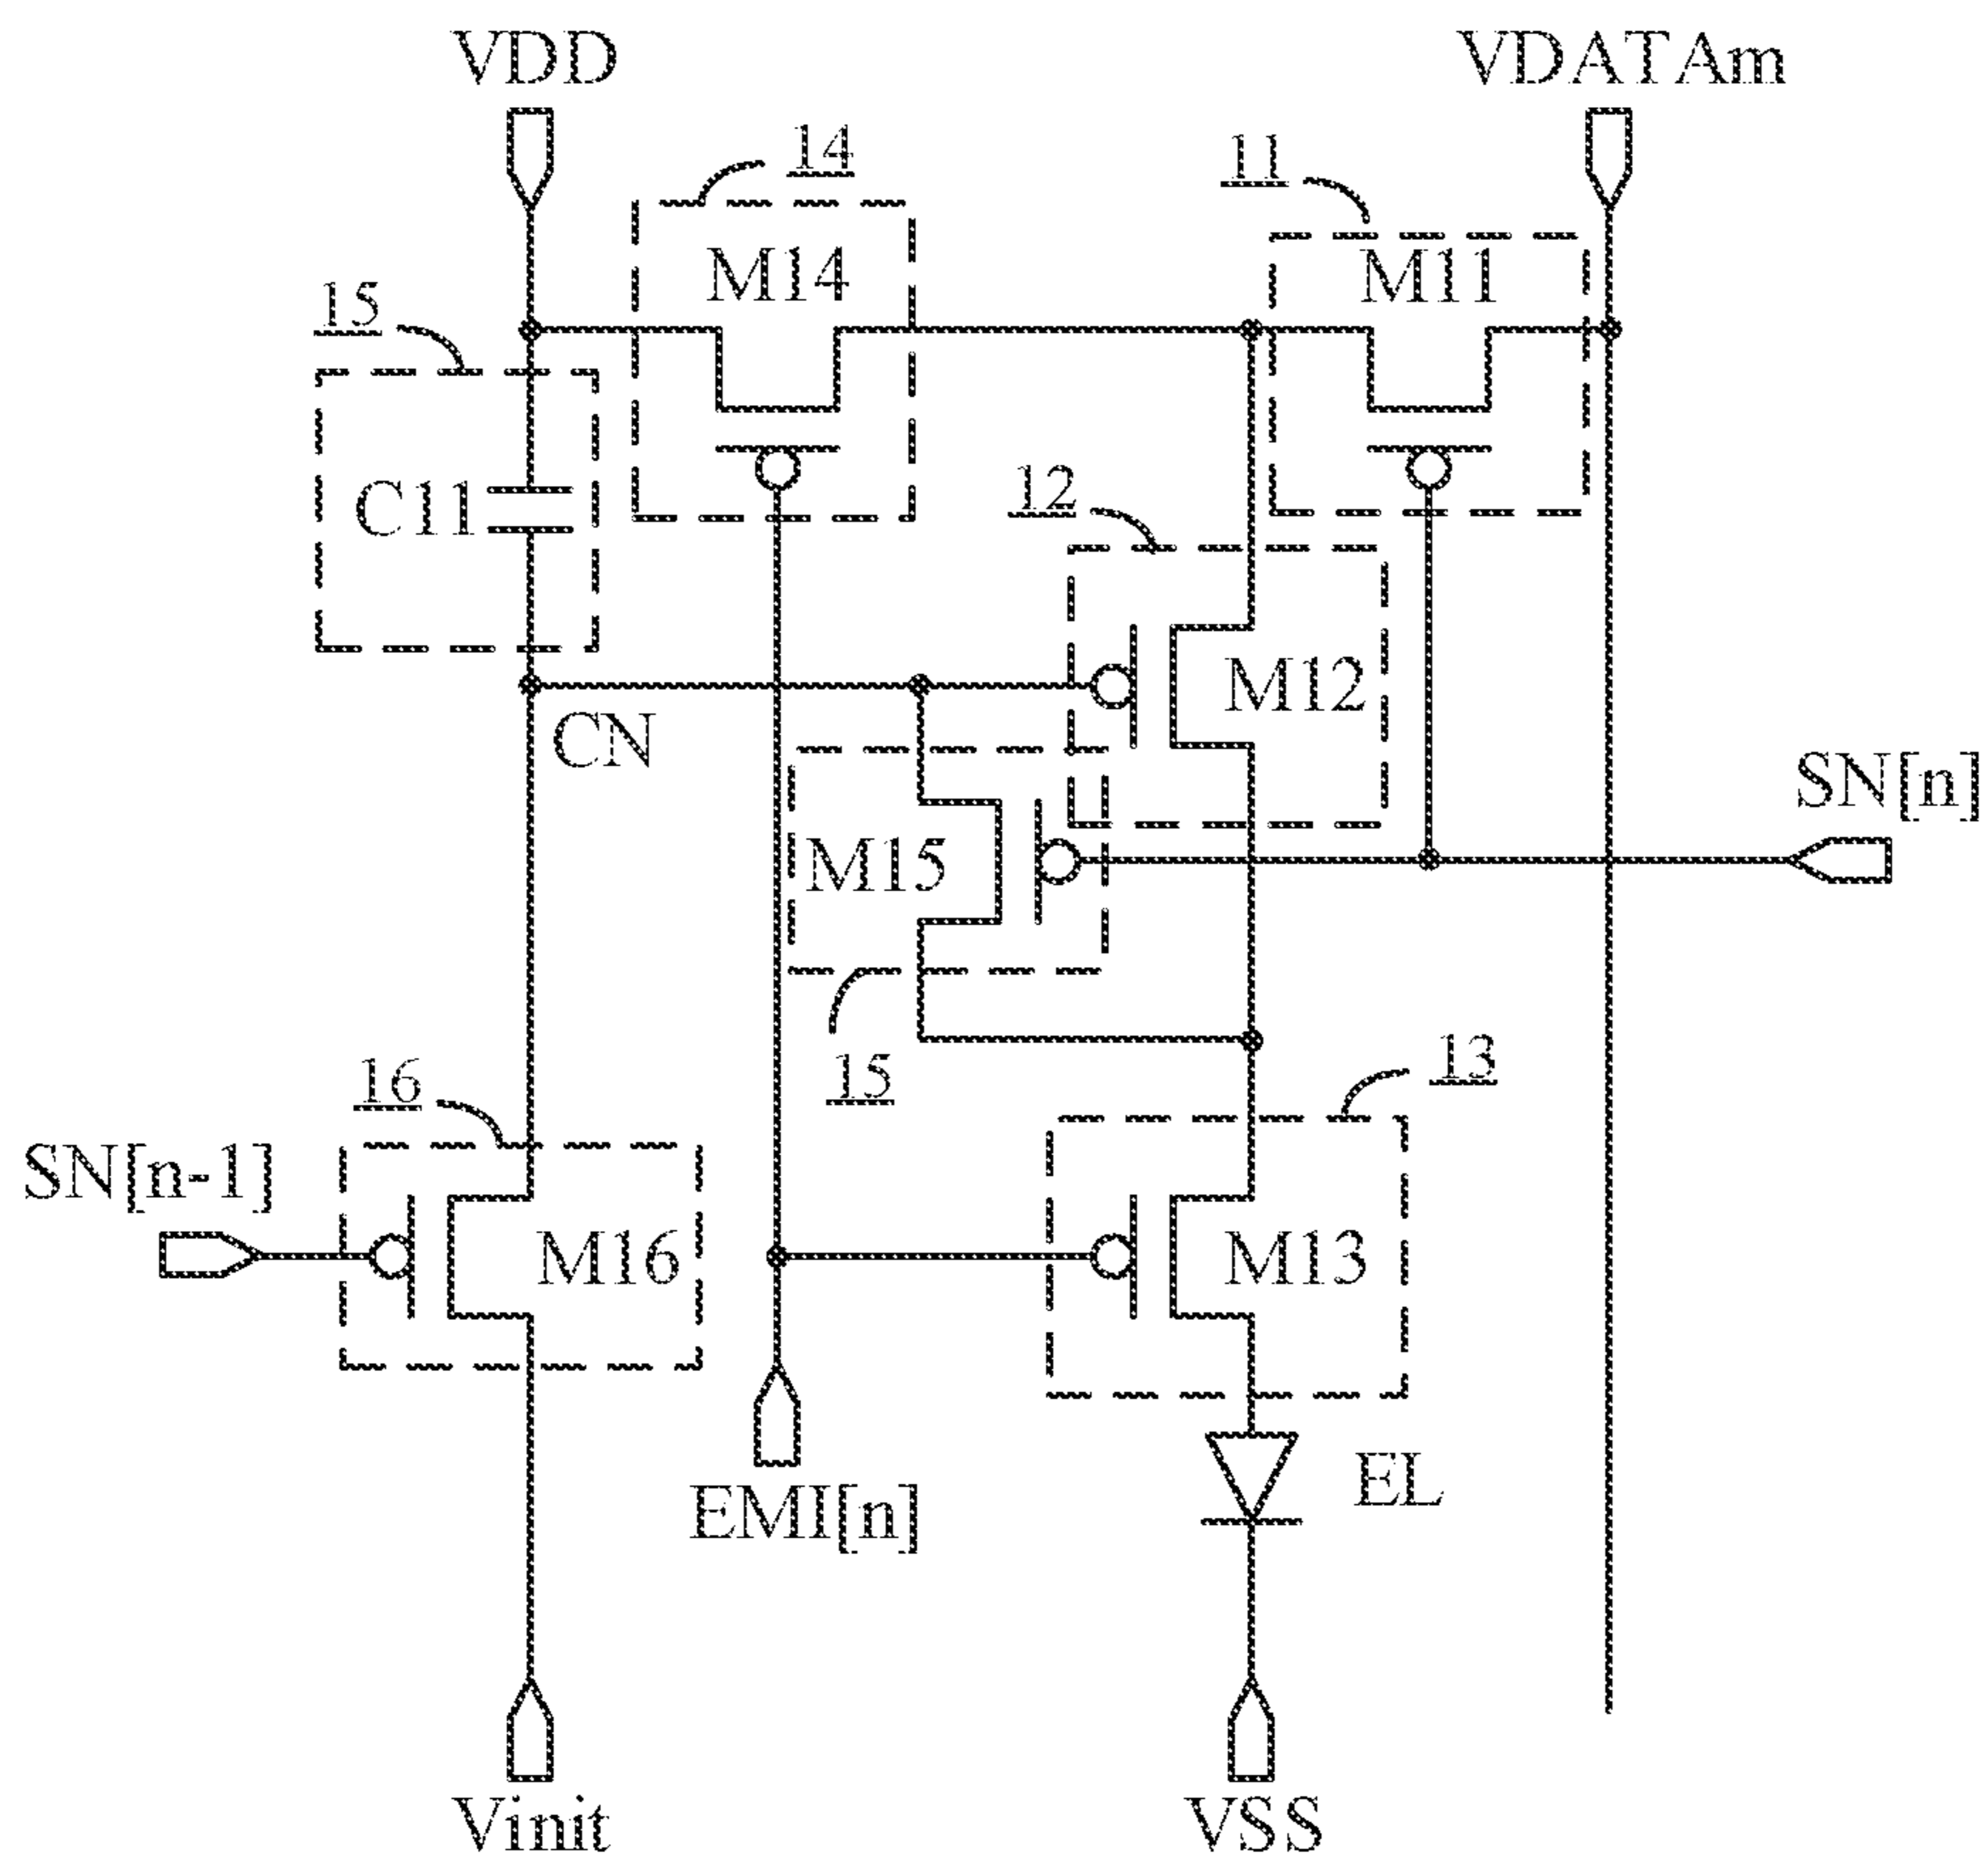 VDD
VDATAm
14
11
M14
M11
15
12
C11
M12
CN
SN[n]
M15
15
13
16
SN[n-1]
M16
M13
EL
EMI[n]
Vinit
VSS